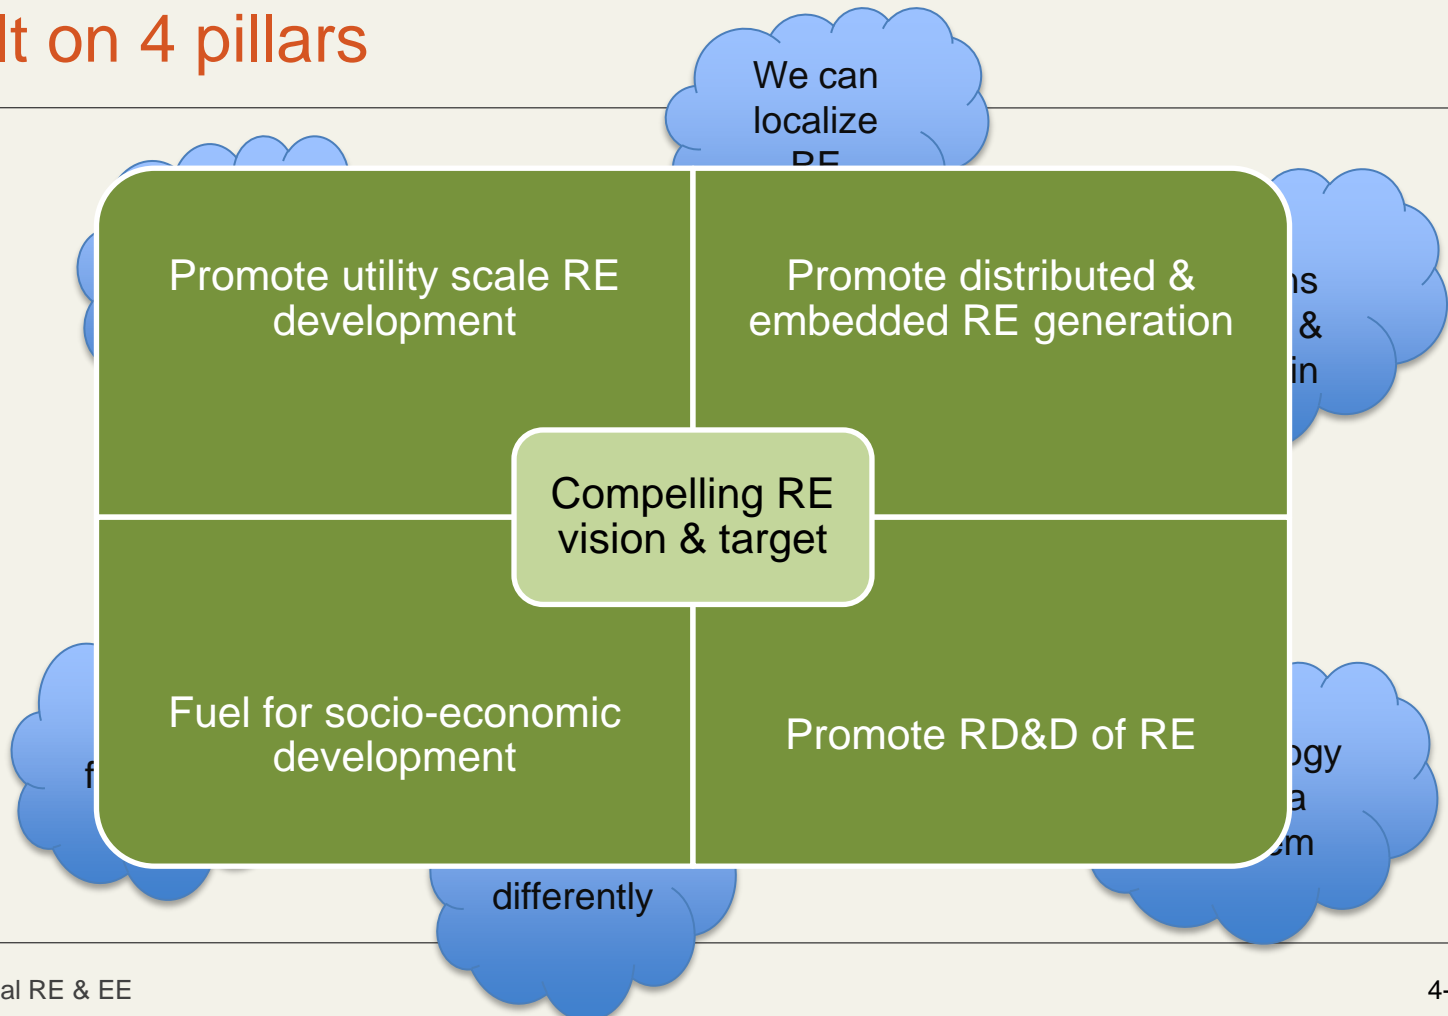 lt on 4 pillars
We can
localize
RE
Promote utility scale RE
development
Promote distributed &
embedded RE generation
ns
&
in
Compelling RE
vision & target
Fuel for socio-economic
development
Promote RD&D of RE
f
ogy
a
em
differently
al RE & EE
4-